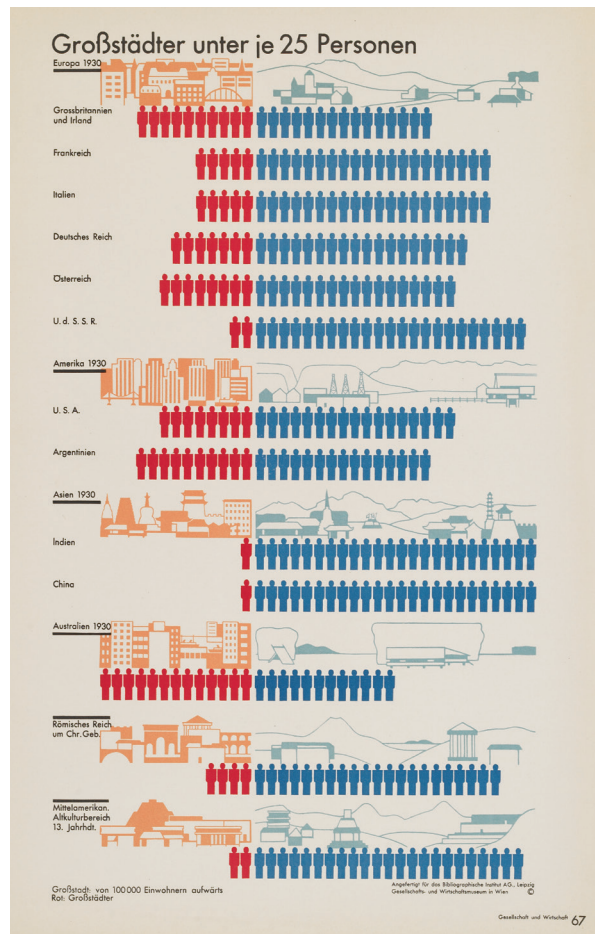 Großstädter unter je 25 Personen
Europa 1930
Grossbritannien
und Irland
Frankreich
Italien
Deutsches Reich
Österreich
U. d. S. S. R.
Amerika 1930
U. S. A.
Argentinien
Asien 1930
Indien
China
Australien 1930
Römisches Reich
um Chr. Geb.
Mittelamerikan.
Altkulturbereich
13. Jahrhdt.
Großstadt: von 100 000 Einwohnern aufwärts
Rot: Großstädter
Angefertigt für das Bibliographische Institut AG., Leipzig
Gesellschafts- und Wirtschaftsmuseum in Wien ©
Gesellschaft und Wirtschaft 67